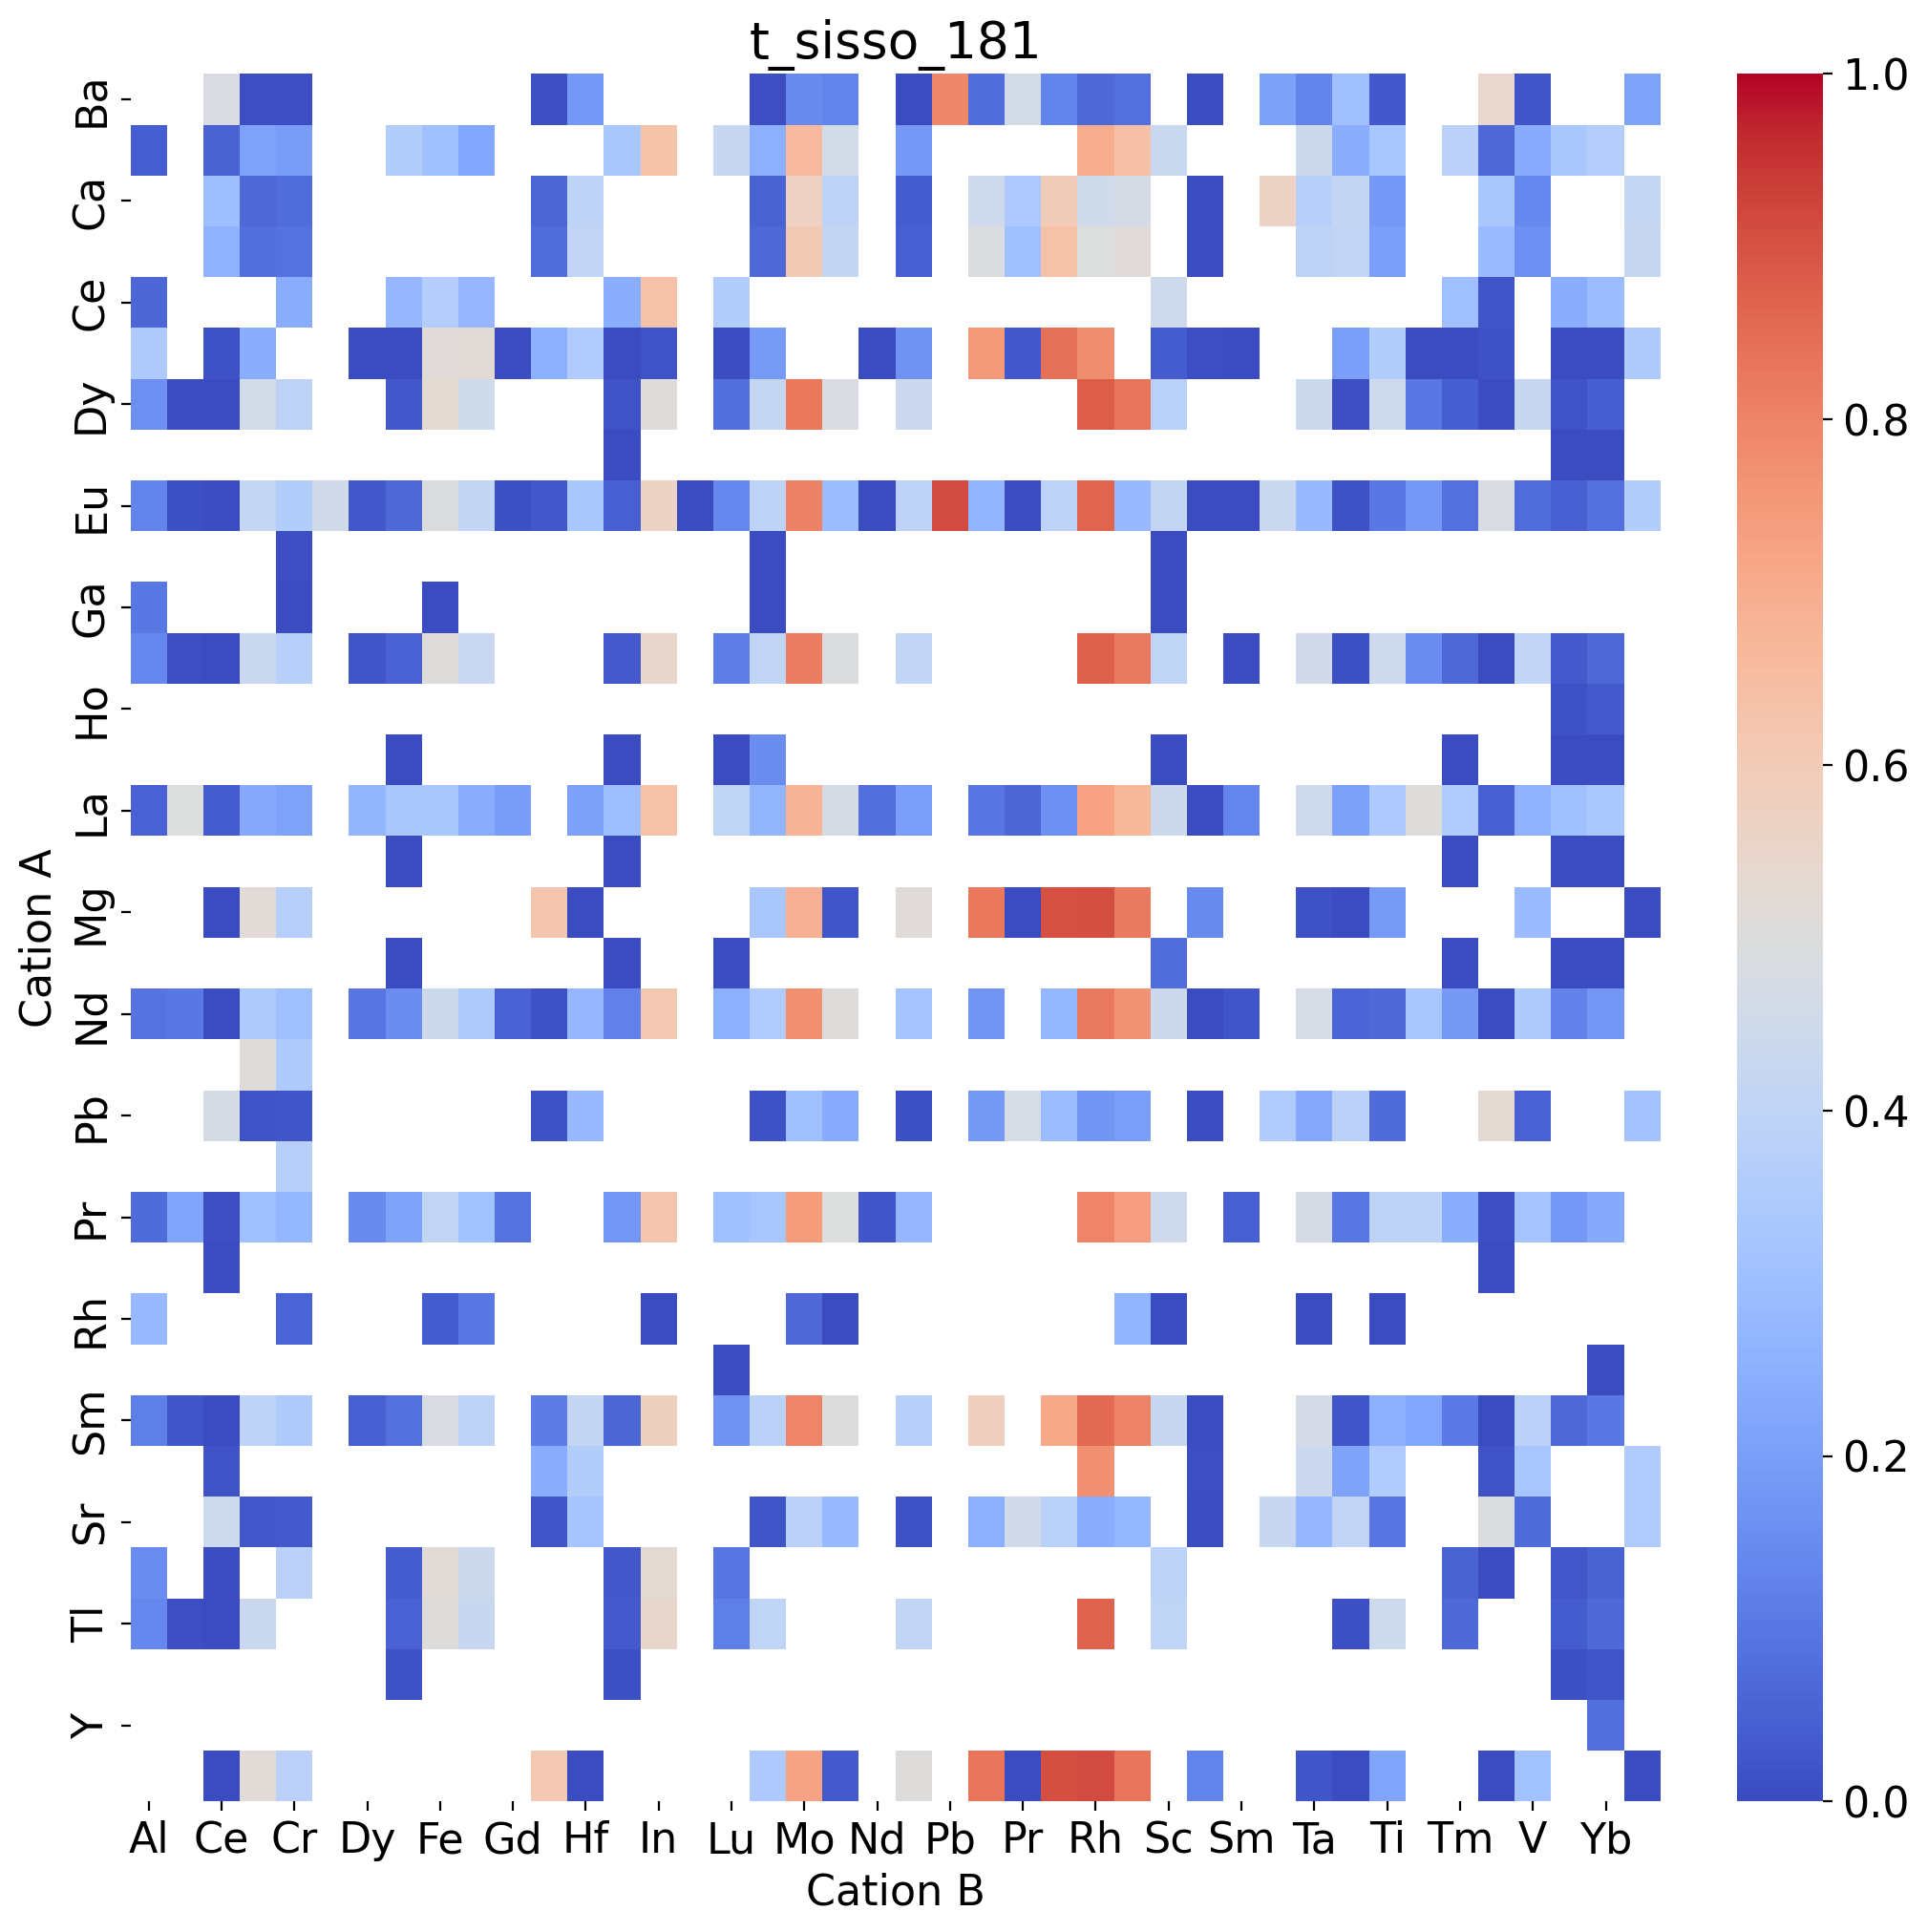 t_sisso_181
Cation A
Ba
Ca
Ce
Dy
Eu
Ga
Ho
La
Mg
Nd
Pb
Pr
Rh
Sm
Sr
Tl
Y
Al Ce Cr Dy Fe Gd Hf In Lu Mo Nd Pb Pr Rh Sc Sm Ta Ti Tm V Yb
Cation B
1.0
0.8
0.6
0.4
0.2
0.0